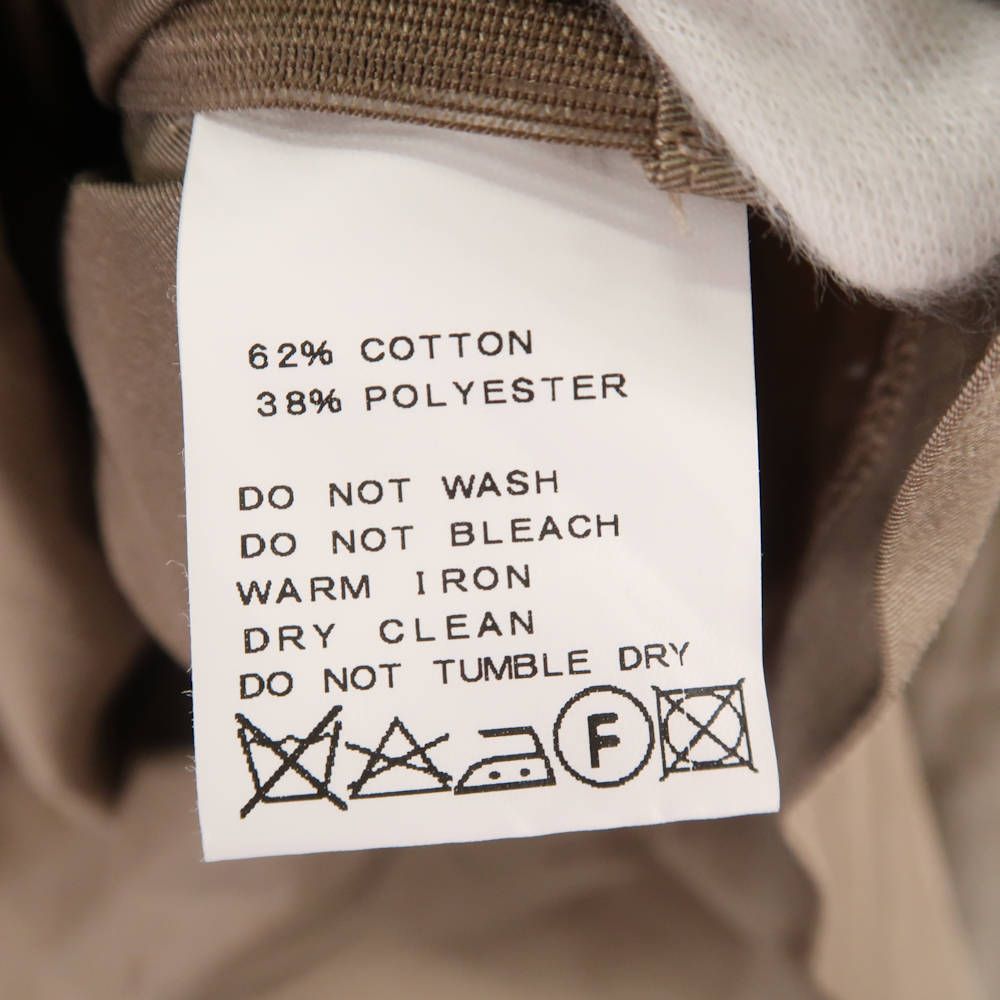 62% COTTON
38% POLYESTER
DO NOT WASH
DO NOT BLEACH
WARM IRON
DRY CLEAN
DO NOT TUMBLE DRY
F